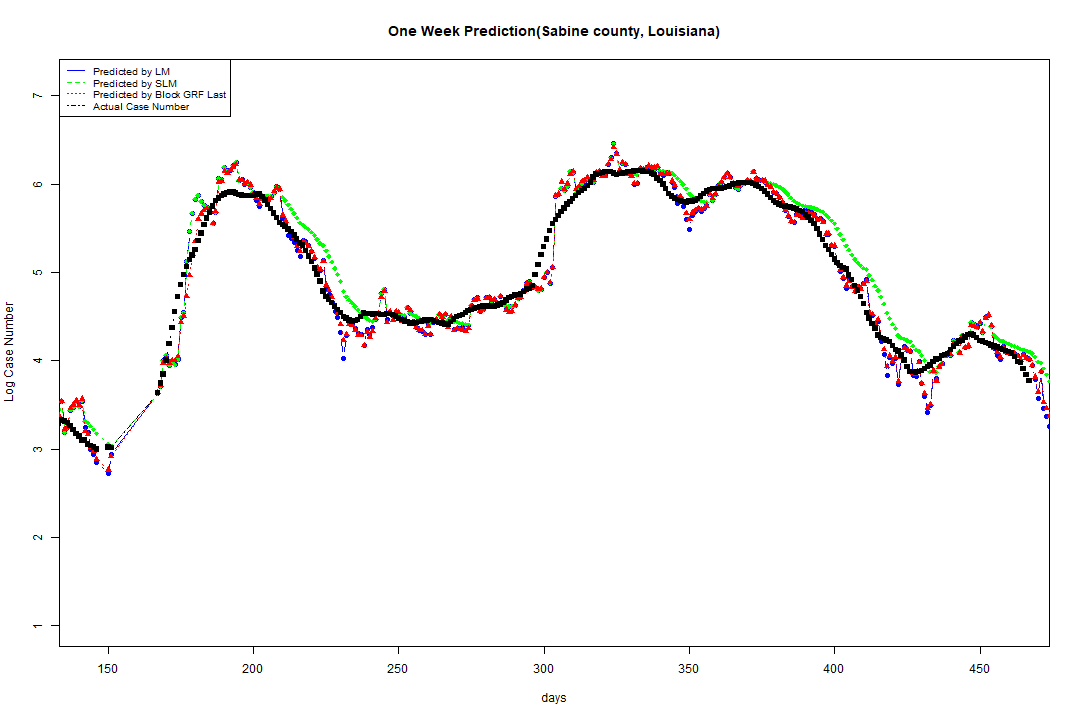 One Week Prediction(Sabine county, Louisiana)
Predicted by LM
Predicted by SLM
Predicted by Block GRF Last
Actual Case Number
7
6
5
4
3
2
1
Log Case Number
150 200 250 300 350 400 450
days